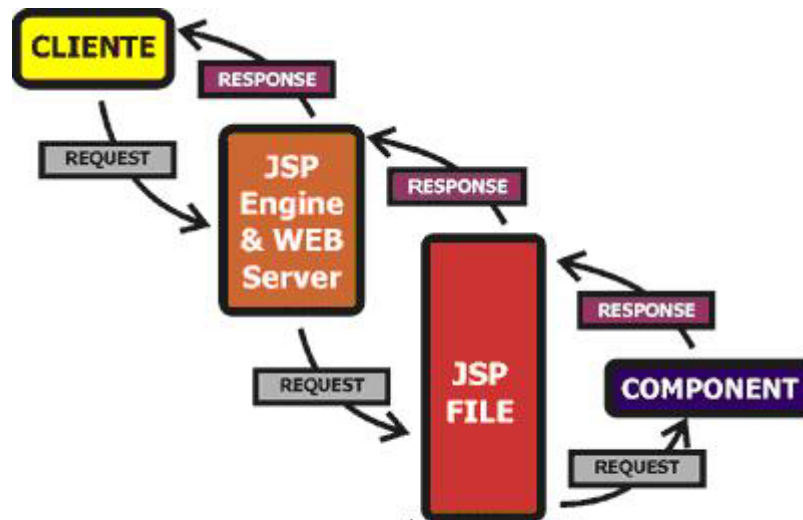 CLIENTE
RESPONSE
REQUEST
JSP
Engine
& WEB
Server
RESPONSE
REQUEST
JSP
FILE
RESPONSE
COMPONENT
REQUEST